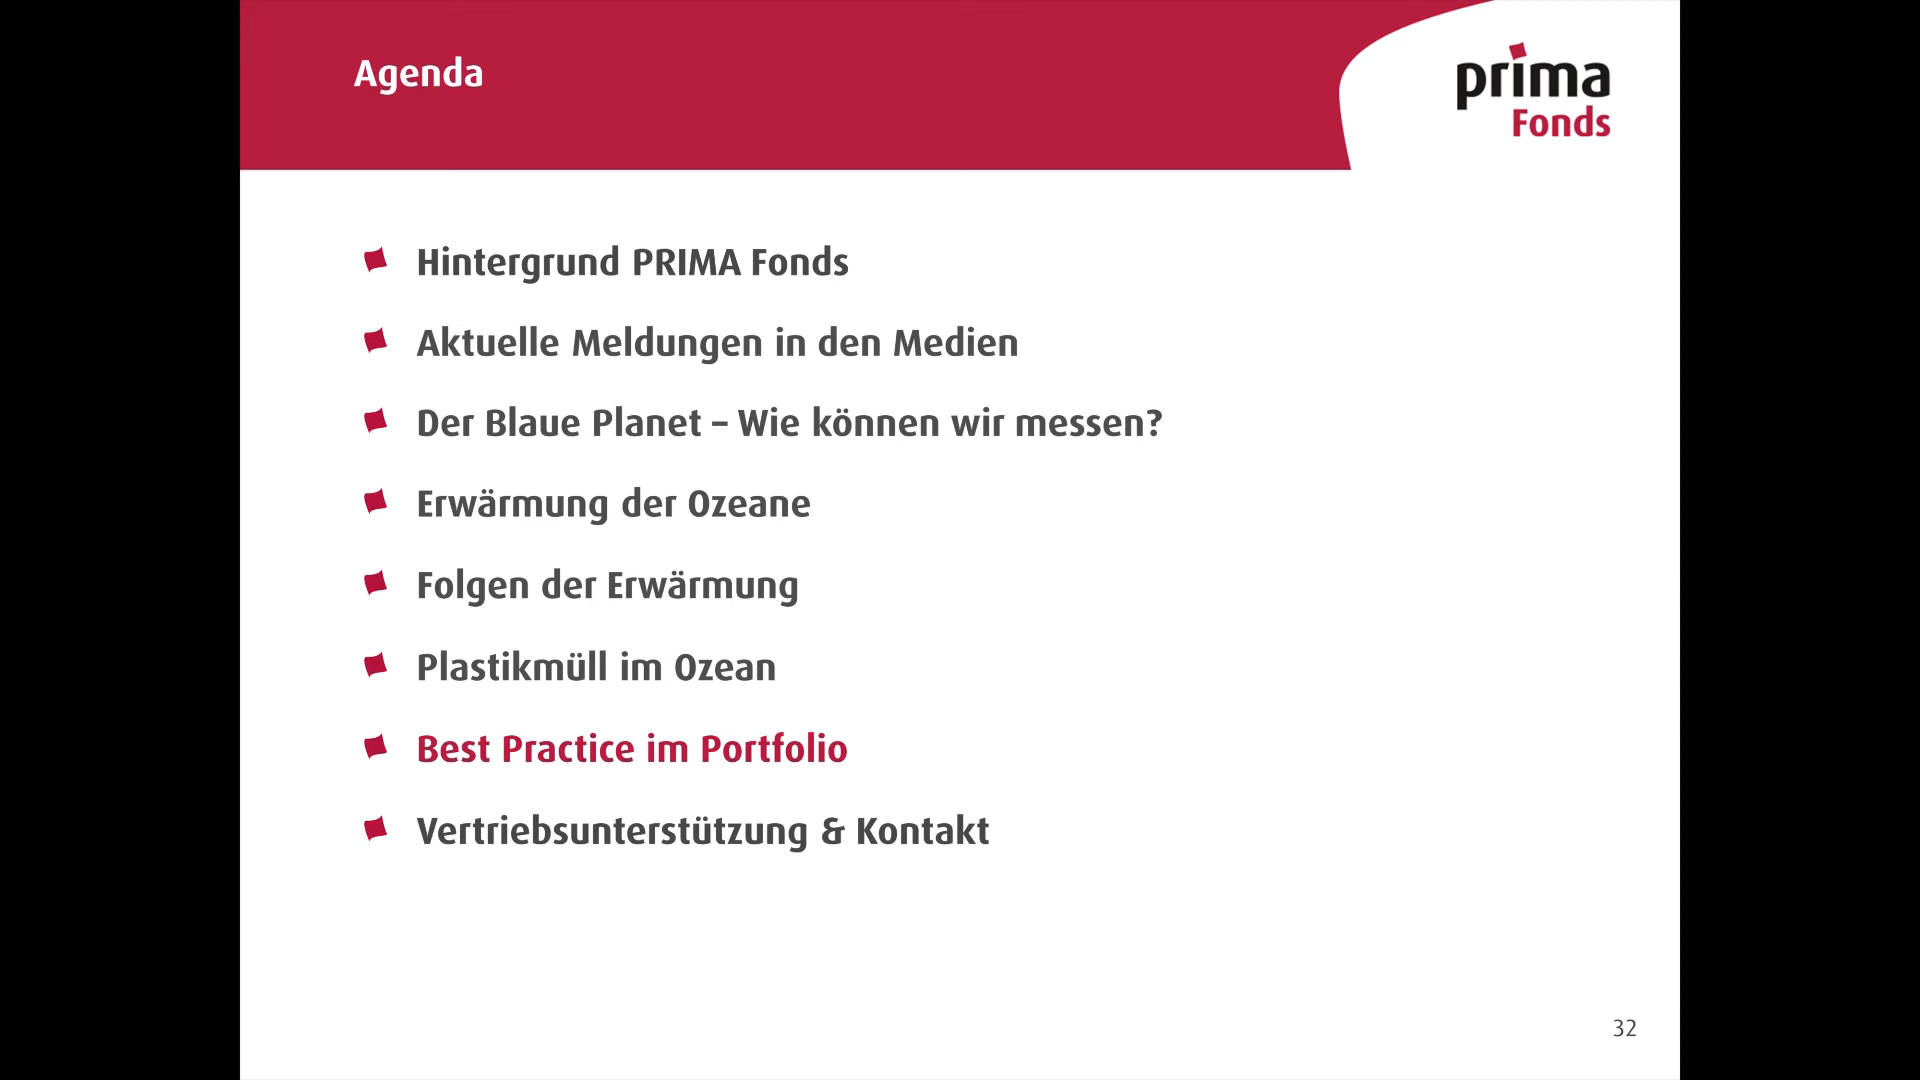 Agenda
prima
Fonds
Hintergrund PRIMA Fonds
Aktuelle Meldungen in den Medien
Der Blaue Planet – Wie können wir messen?
Erwärmung der Ozeane
Folgen der Erwärmung
Plastikmüll im Ozean
Best Practice im Portfolio
Vertriebsunterstützung & Kontakt
32